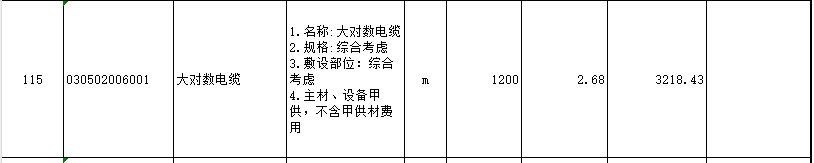 115
030502006001
大对数电缆
1.名称:大对数电缆
2.规格:综合考虑
3.敷设部位：综合
考虑
4.主材、设备甲
供，不含甲供材费
用
m
1200
2.68
3218.43